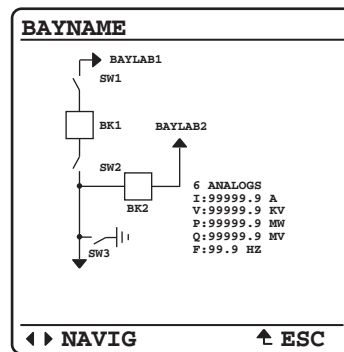 BAYNAME
BAYLAB1
SW1
BK1
BAYLAB2
SW2
BK2
6 ANALOGS
I:99999.9 A
V:99999.9 KV
P:99999.9 MW
Q:99999.9 MV
F:99.9 HZ
SW3
NAVIG
ESC